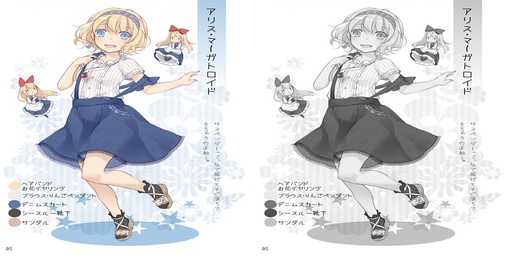 アリス・マーガトロイド
ヘアバンド
お花イヤリング
ブラウス・りんごペンダント
デニムスカート
シースルー靴下
サンダル
05
アリス・マーガトロイド
ヘアバンド
お花イヤリング
ブラウス・りんごペンダント
デニムスカート
シースルー靴下
サンダル
05